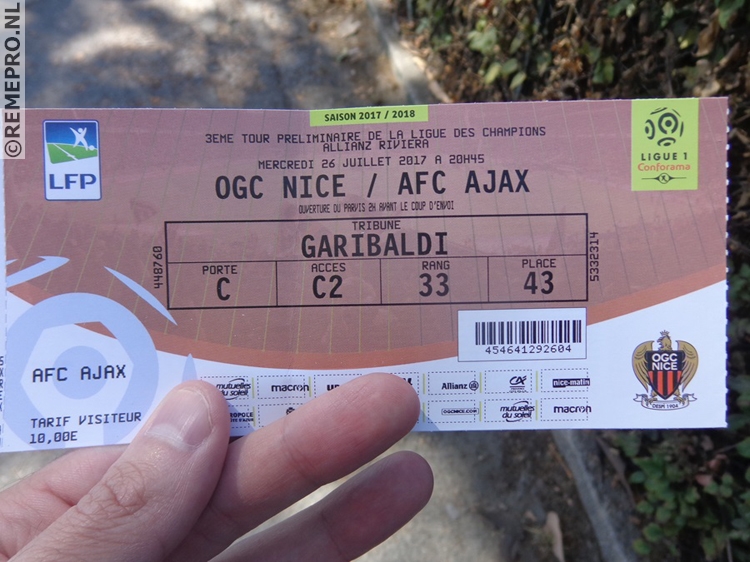 ©REMEPRO.NL
SAISON 2017 / 2018
3EME TOUR PRELIMINAIRE DE LA LIGUE DES CHAMPIONS
ALLIANZ RIVIERA
MERCREDI 26 JUILLET 2017 A 20H45
OGC NICE / AFC AJAX
OUVERTURE DU PARVIS 2H AVANT LE COUP D'ENVOI
LFP
LIGUE 1
Conforama
TRIBUNE
GARIBALDI
PORTE ACCES RANG PLACE
C C2 33 43
448760
5332314
454641292604
OGC
NICE
DEPUIS 1904
AFC AJAX
TARIF VISITEUR
10,00E
mutuelles du soleil macron Allianz CA nice-matin
OGCNICE.COM mutuelles du soleil macron